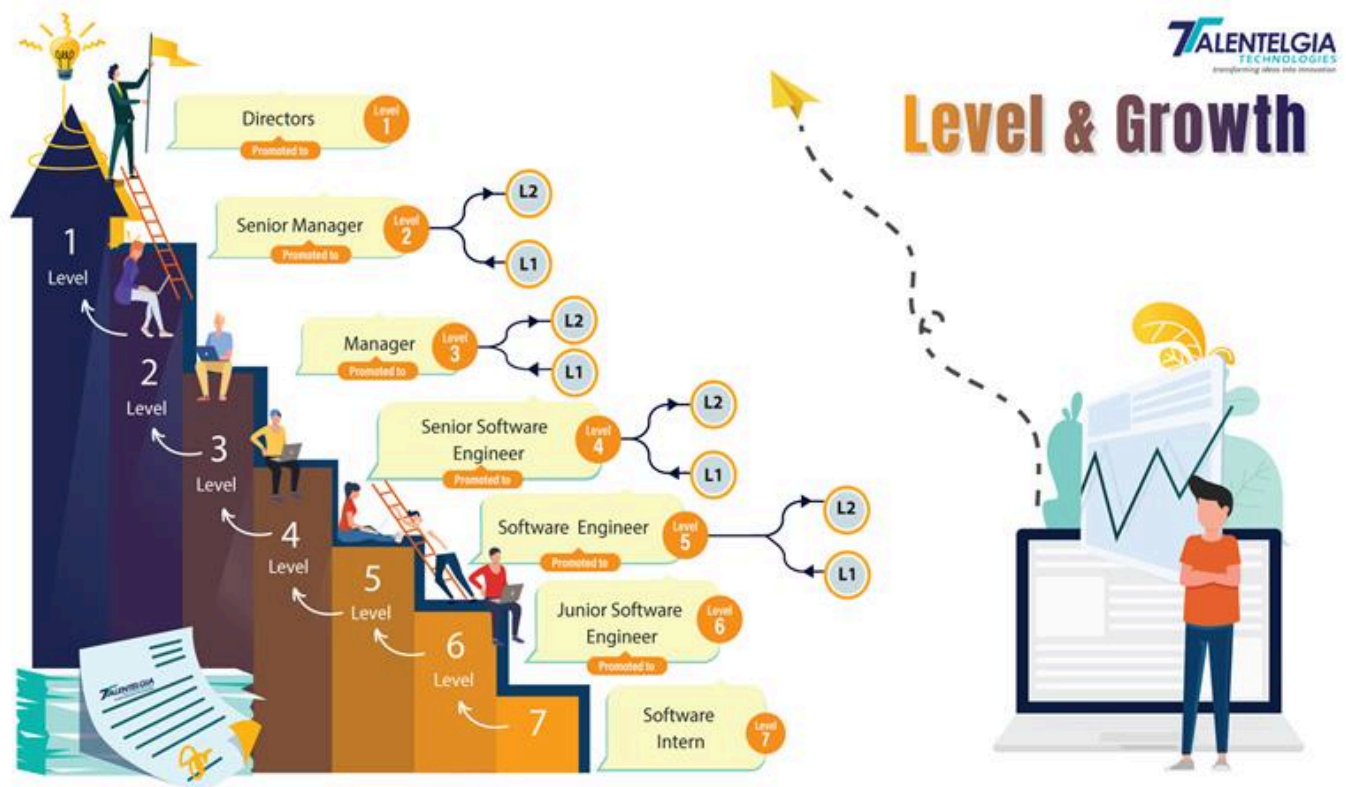 TALENTELGIA
TECHNOLOGIES
transforming ideas into innovation
Level & Growth
Directors
Level
1
Promoted to
Senior Manager
Level
2
Promoted to
L2
L1
Manager
Level
3
Promoted to
L2
L1
Senior Software
Engineer
Level
4
Promoted to
L2
L1
Software Engineer
Level
5
Promoted to
L2
L1
Junior Software
Engineer
Level
6
Promoted to
Software
Intern
Level
7
1
Level
2
Level
3
Level
4
Level
5
Level
6
Level
7
TALENTELGIA